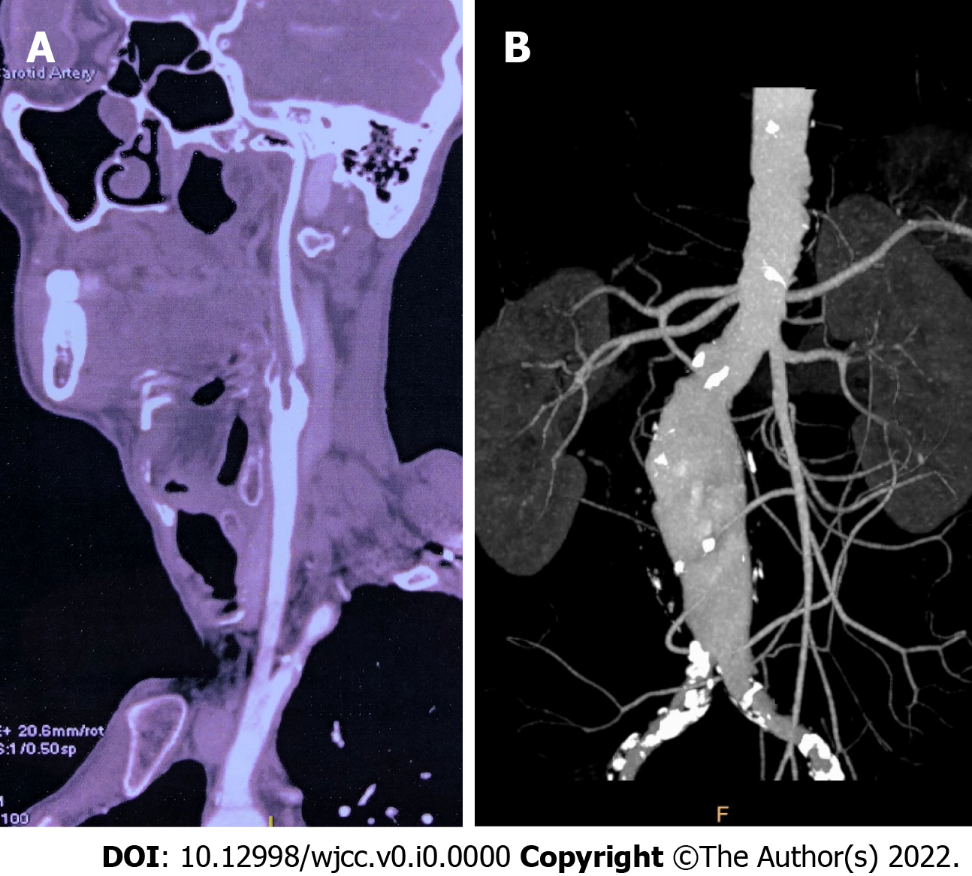 A
B
Carotid Artery
E+ 20.6mm/rot
S:1/0.50sp
100
F
DOI: 10.12998/wjcc.v0.i0.0000 Copyright ©The Author(s) 2022.